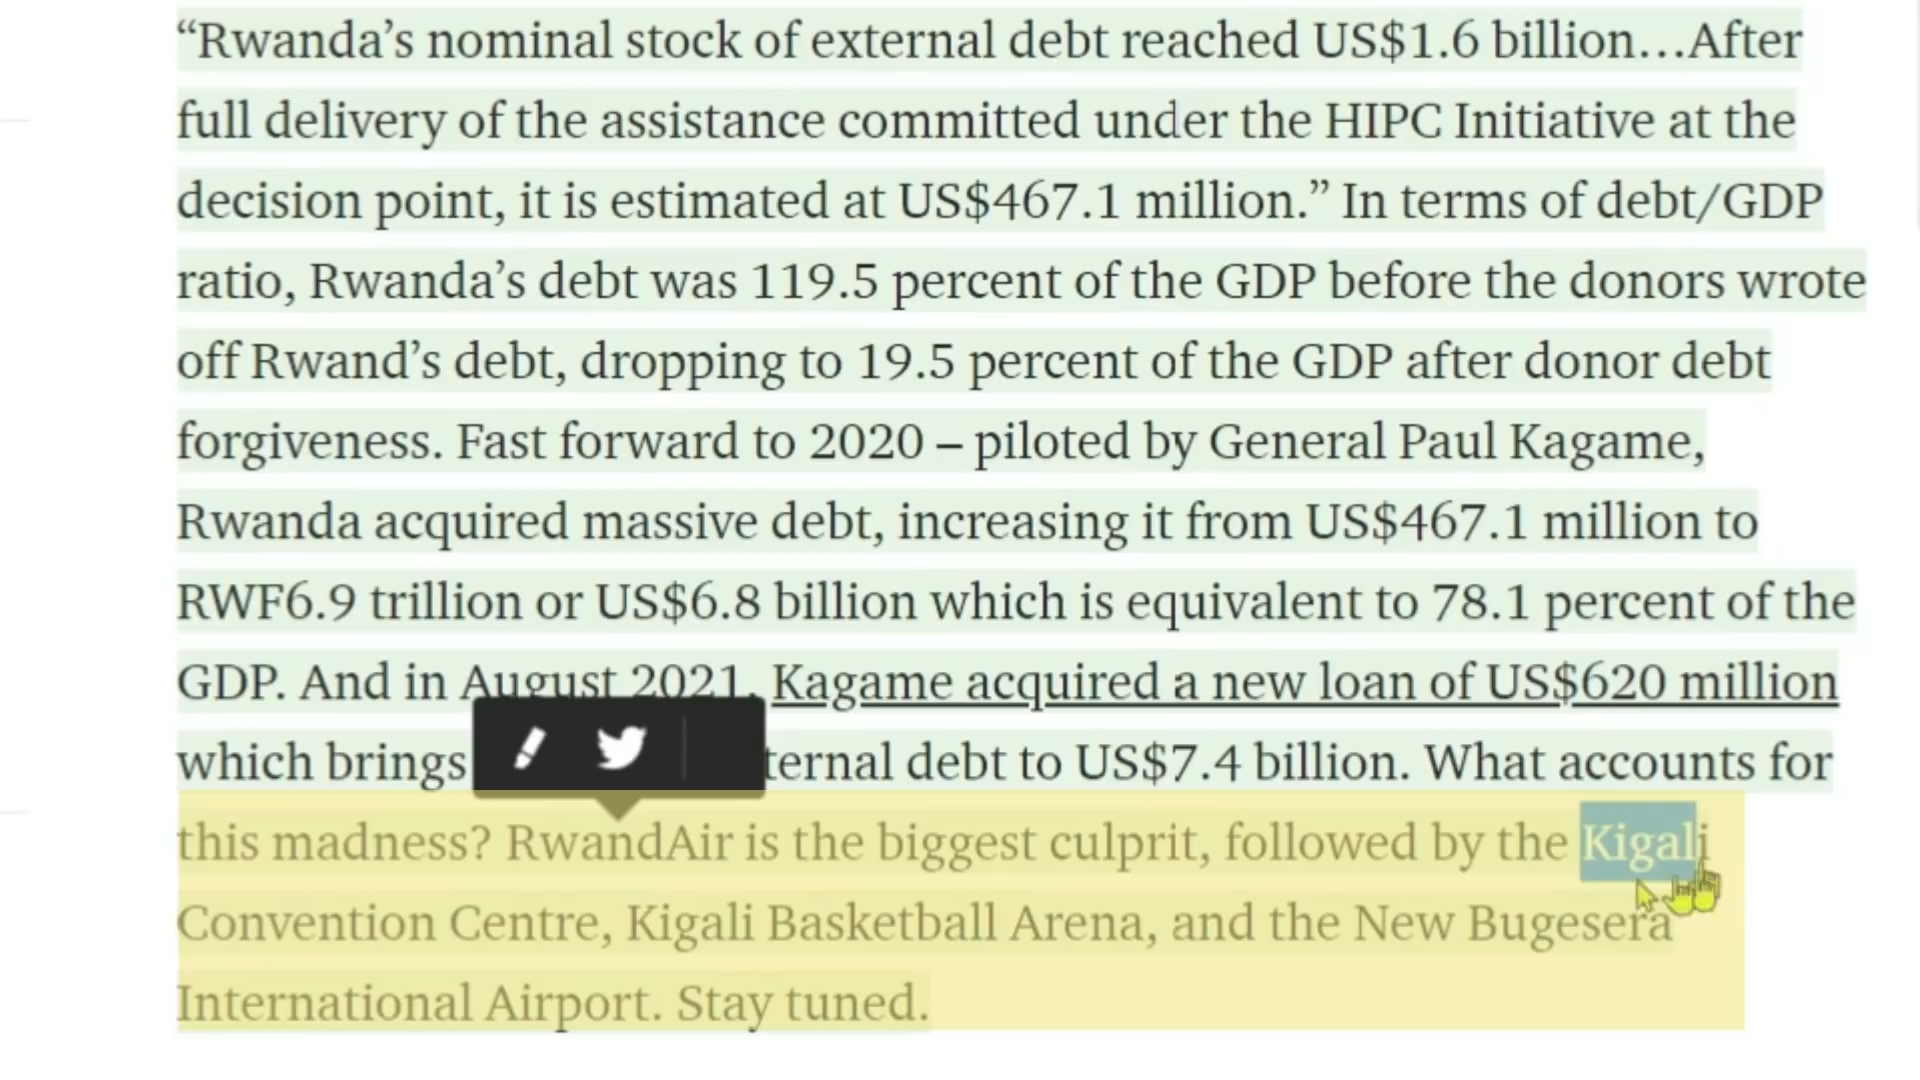 “Rwanda’s nominal stock of external debt reached US$1.6 billion…After
full delivery of the assistance committed under the HIPC Initiative at the
decision point, it is estimated at US$467.1 million.” In terms of debt/GDP
ratio, Rwanda’s debt was 119.5 percent of the GDP before the donors wrote
off Rwand’s debt, dropping to 19.5 percent of the GDP after donor debt
forgiveness. Fast forward to 2020 – piloted by General Paul Kagame,
Rwanda acquired massive debt, increasing it from US$467.1 million to
RWF6.9 trillion or US$6.8 billion which is equivalent to 78.1 percent of the
GDP. And in August 2021, Kagame acquired a new loan of US$620 million
which brings ternal debt to US$7.4 billion. What accounts for
this madness? RwandAir is the biggest culprit, followed by the Kigali
Convention Centre, Kigali Basketball Arena, and the New Bugesera
International Airport. Stay tuned.